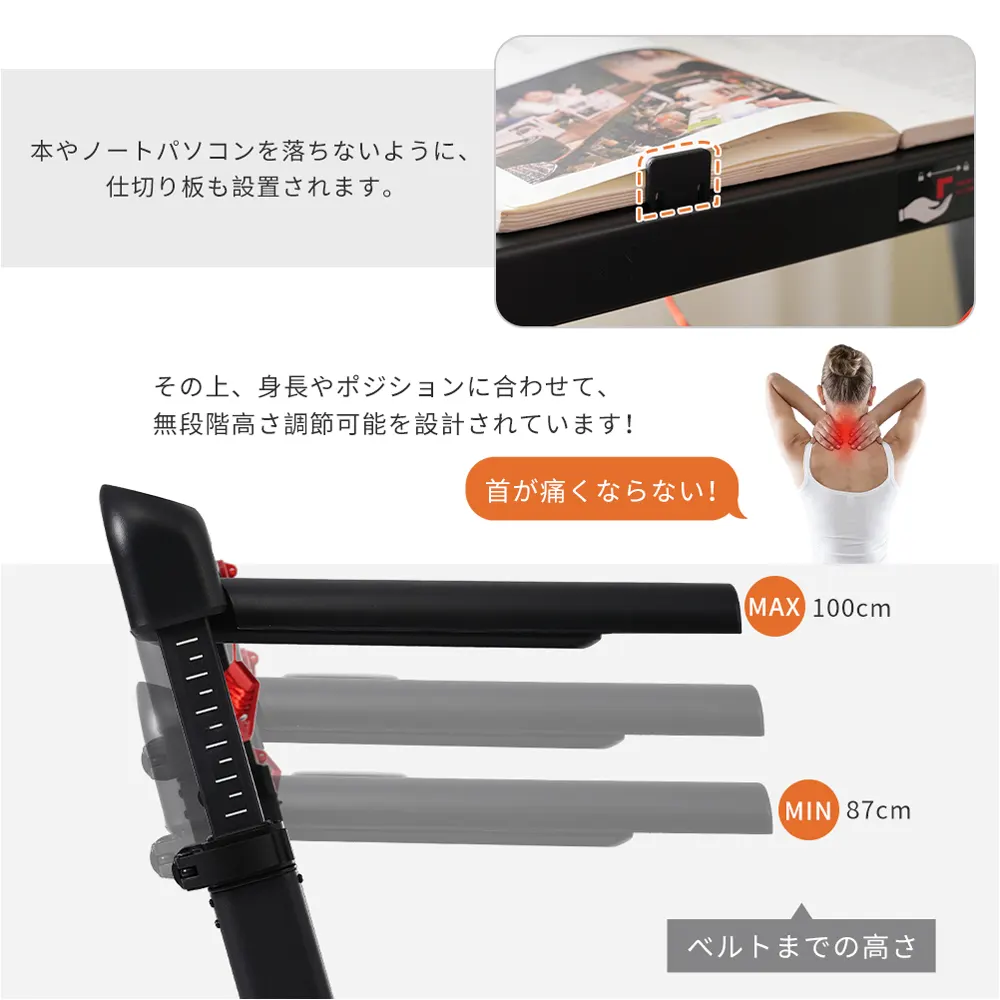 本やノートパソコンを落ちないように、
仕切り板も設置されます。
その上、身長やポジションに合わせて、
無段階高さ調節可能を設計されています!
首が痛くならない!
MAX 100cm
MIN 87cm
ベルトまでの高さ